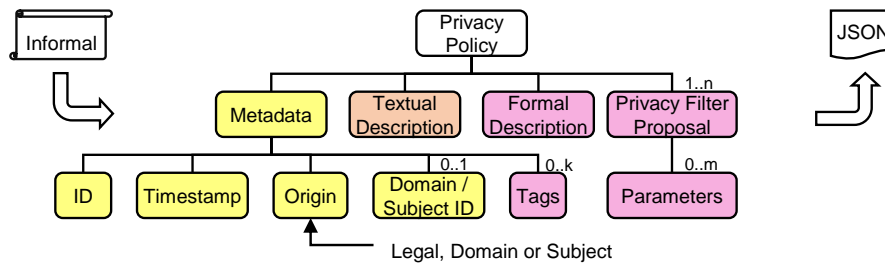 Informal
Privacy
Policy
JSON
1..n
Metadata
Textual
Description
Formal
Description
Privacy Filter
Proposal
0..1
0..k
0..m
ID
Timestamp
Origin
Domain /
Subject ID
Tags
Parameters
Legal, Domain or Subject